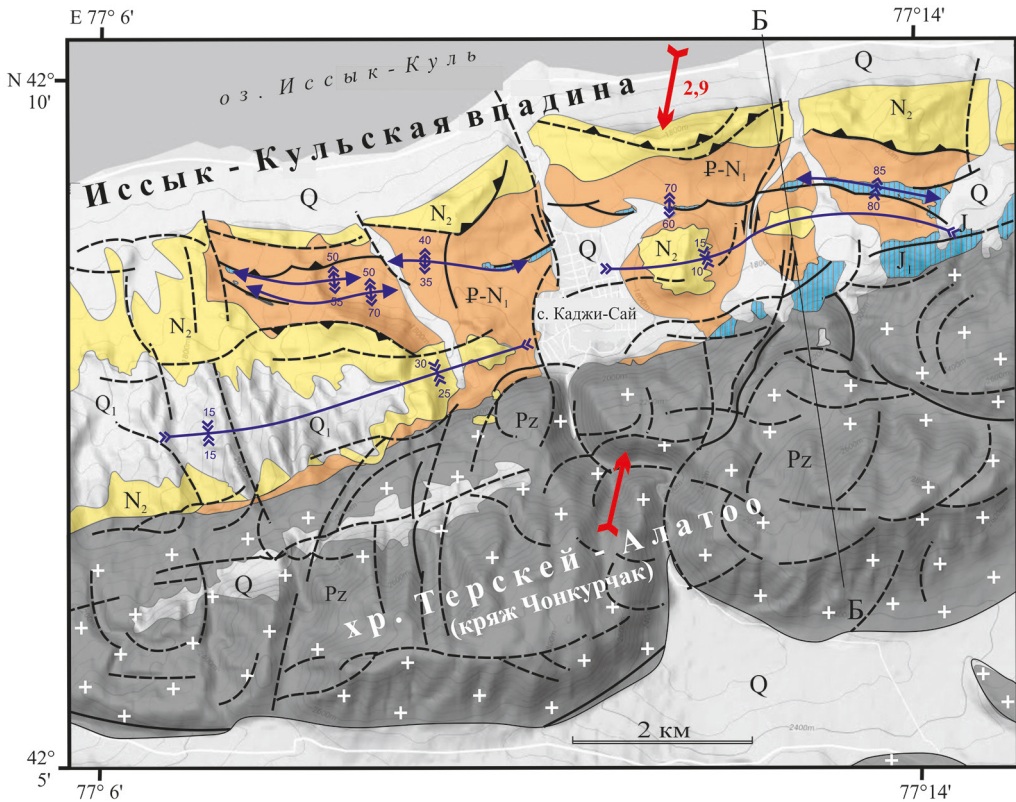 E 77° 6'
77° 14'
Б
N 42°
10'
оз. Иссык-Куль
Q
2,9
Иссык-Кульская впадина
N₂
₽-N₁
85
Q
70
80
Q
N₂
J
60
Q
40
N₂
15
J₁
50
50
10
1800m
35
₽-N₁
55
70
с. Каджи-Сай
N₂
30
25
Q₁
15
Q₁
Pz
15
Pz
N₂
хр. Терскей-Алатоо
(кряж Чонкурчак)
Q
Pz
Б
Q
2 км
2400m
42°
5'
77° 6'
77° 14'